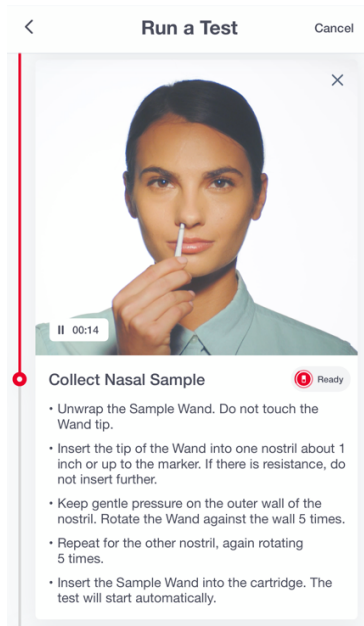 Run a Test
Cancel
00:14
Collect Nasal Sample
Ready
• Unwrap the Sample Wand. Do not touch the
Wand tip.
• Insert the tip of the Wand into one nostril about 1
inch or up to the marker. If there is resistance, do
not insert further.
• Keep gentle pressure on the outer wall of the
nostril. Rotate the Wand against the wall 5 times.
• Repeat for the other nostril, again rotating
5 times.
• Insert the Sample Wand into the cartridge. The
test will start automatically.